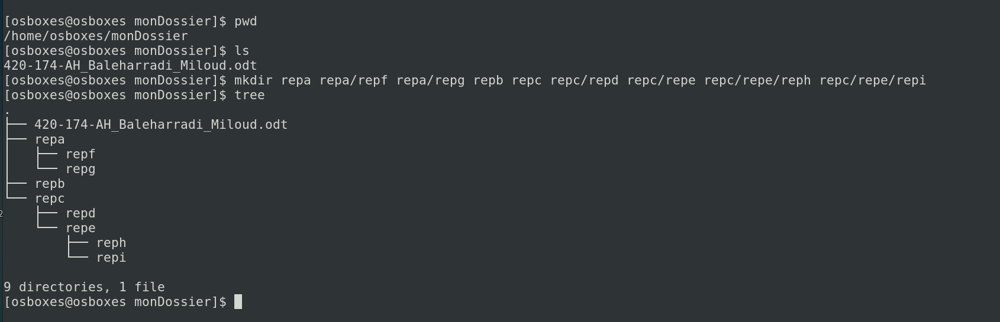 [osboxes@osboxes monDossier]$ pwd
/home/osboxes/monDossier
[osboxes@osboxes monDossier]$ ls
420-174-AH_Baleharradi_Miloud.odt
[osboxes@osboxes monDossier]$ mkdir repa repa/repf repa/repg repb repc repc/repd repc/repe repc/repe/reph repc/repe/repi
[osboxes@osboxes monDossier]$ tree
.
├── 420-174-AH_Baleharradi_Miloud.odt
├── repa
│   ├── repf
│   └── repg
├── repb
└── repc
    ├── repd
    └── repe
        ├── reph
        └── repi
9 directories, 1 file
[osboxes@osboxes monDossier]$